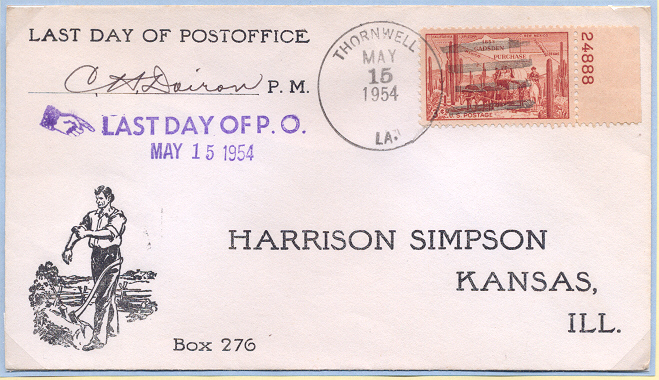 LAST DAY OF POSTOFFICE
P. M.
LAST DAY OF P. O.
MAY 15 1954
THORNWELL
MAY
15
1954
LA.
1853
GADSDEN
PURCHASE
U.S. POSTAGE
24888
HARRISON SIMPSON
KANSAS,
ILL.
Box 276